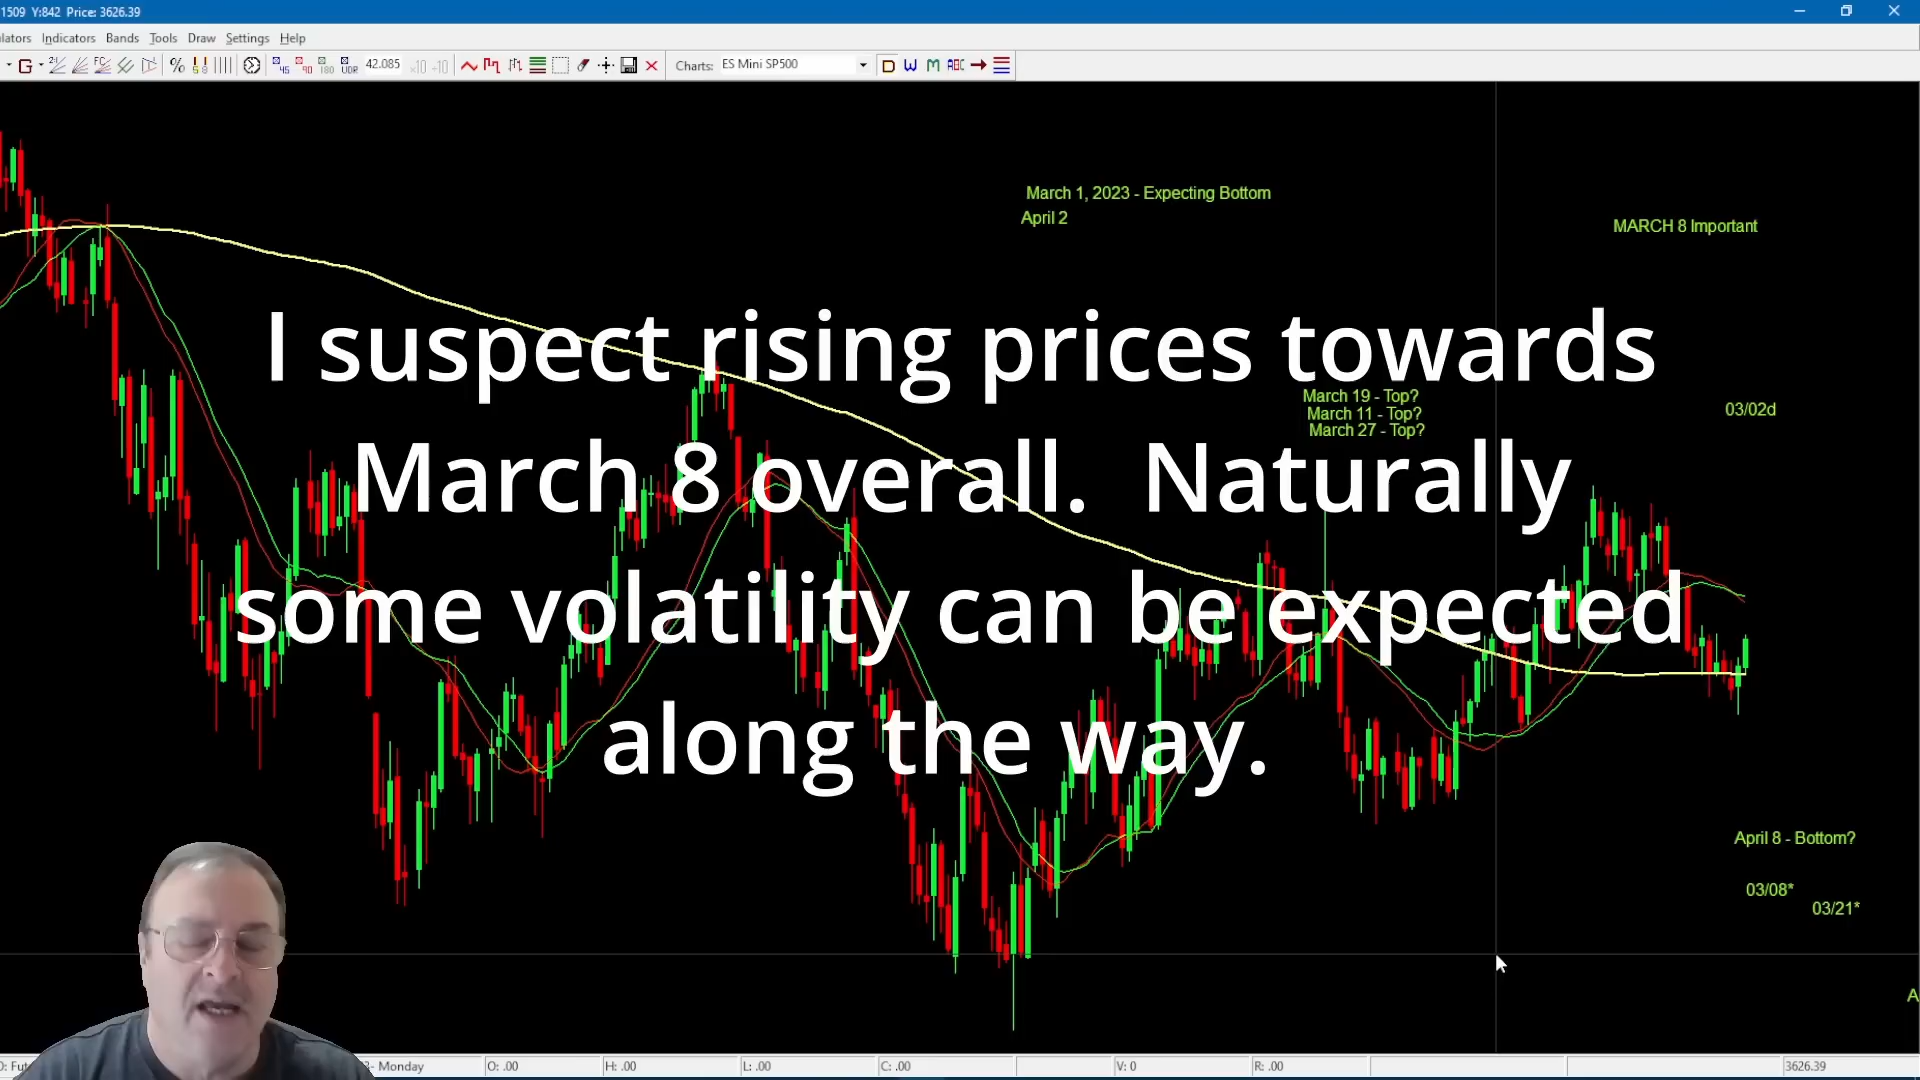 1509 Y:842 Price: 3626.39
Indicators Bands Tools Draw Settings Help
% 42.085 ×10 ÷10 Charts: ES Mini SP500 D W M ABC
March 1, 2023 - Expecting Bottom
April 2
MARCH 8 Important
I suspect rising prices towards
March 19 - Top?
March 11 - Top?
03/02d
March 27 - Top?
March 8 overall. Naturally
some volatility can be expected
along the way.
April 8 - Bottom?
03/08*
03/21*
A
- Monday O: .00 H: .00 L: .00 C: .00 V: 0 R: .00 3626.39